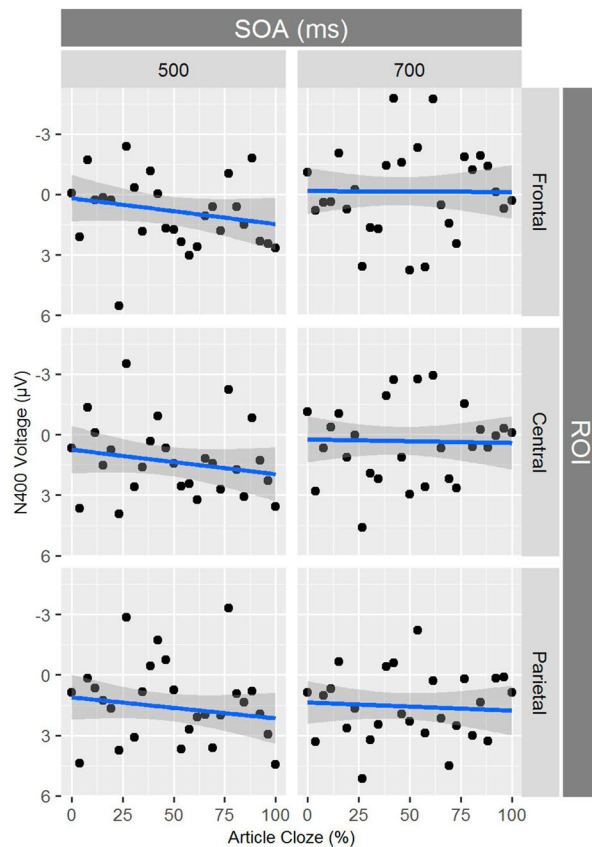 SOA (ms)
500 700
-3
0
3
6
Frontal
-3
0
3
6
Central
-3
0
3
6
Parietal
ROI
N400 Voltage (µV)
0 25 50 75 100 0 25 50 75 100
Article Cloze (%)